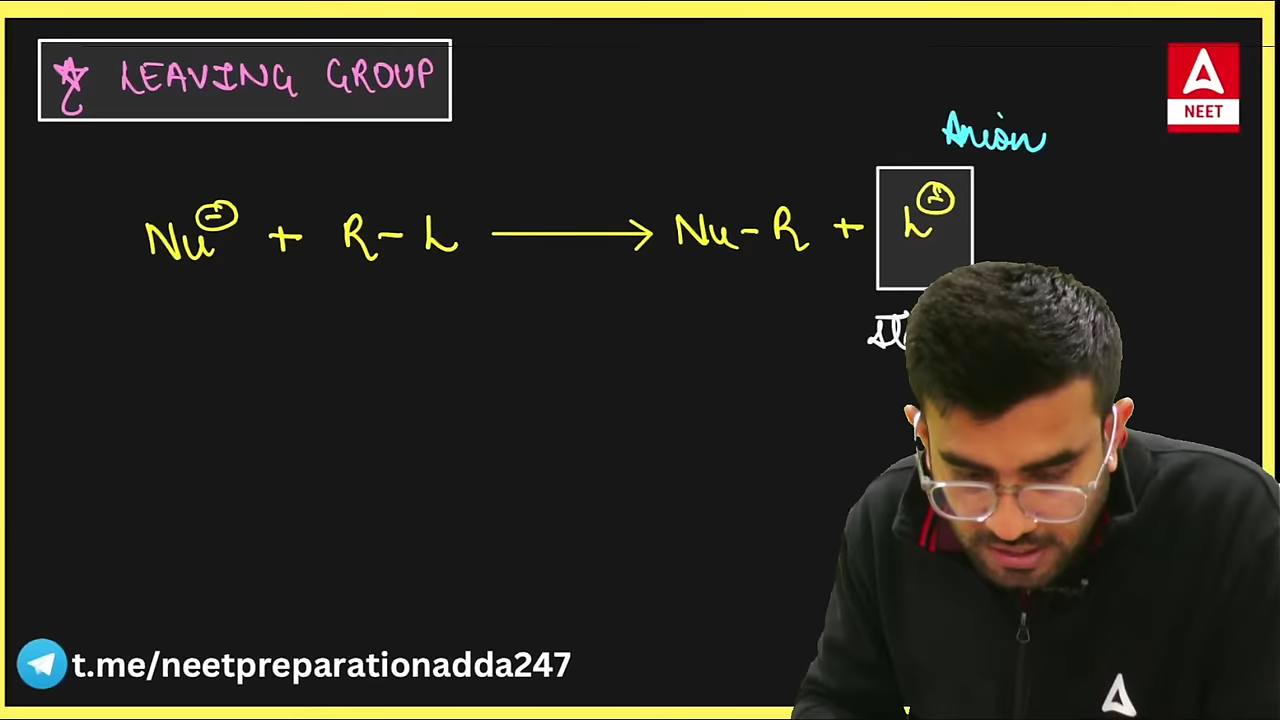 LEAVING GROUP
NEET
Anion
Nu⊖ + R-L ⟶ Nu-R + L⊖
t.me/neetpreparationadda247